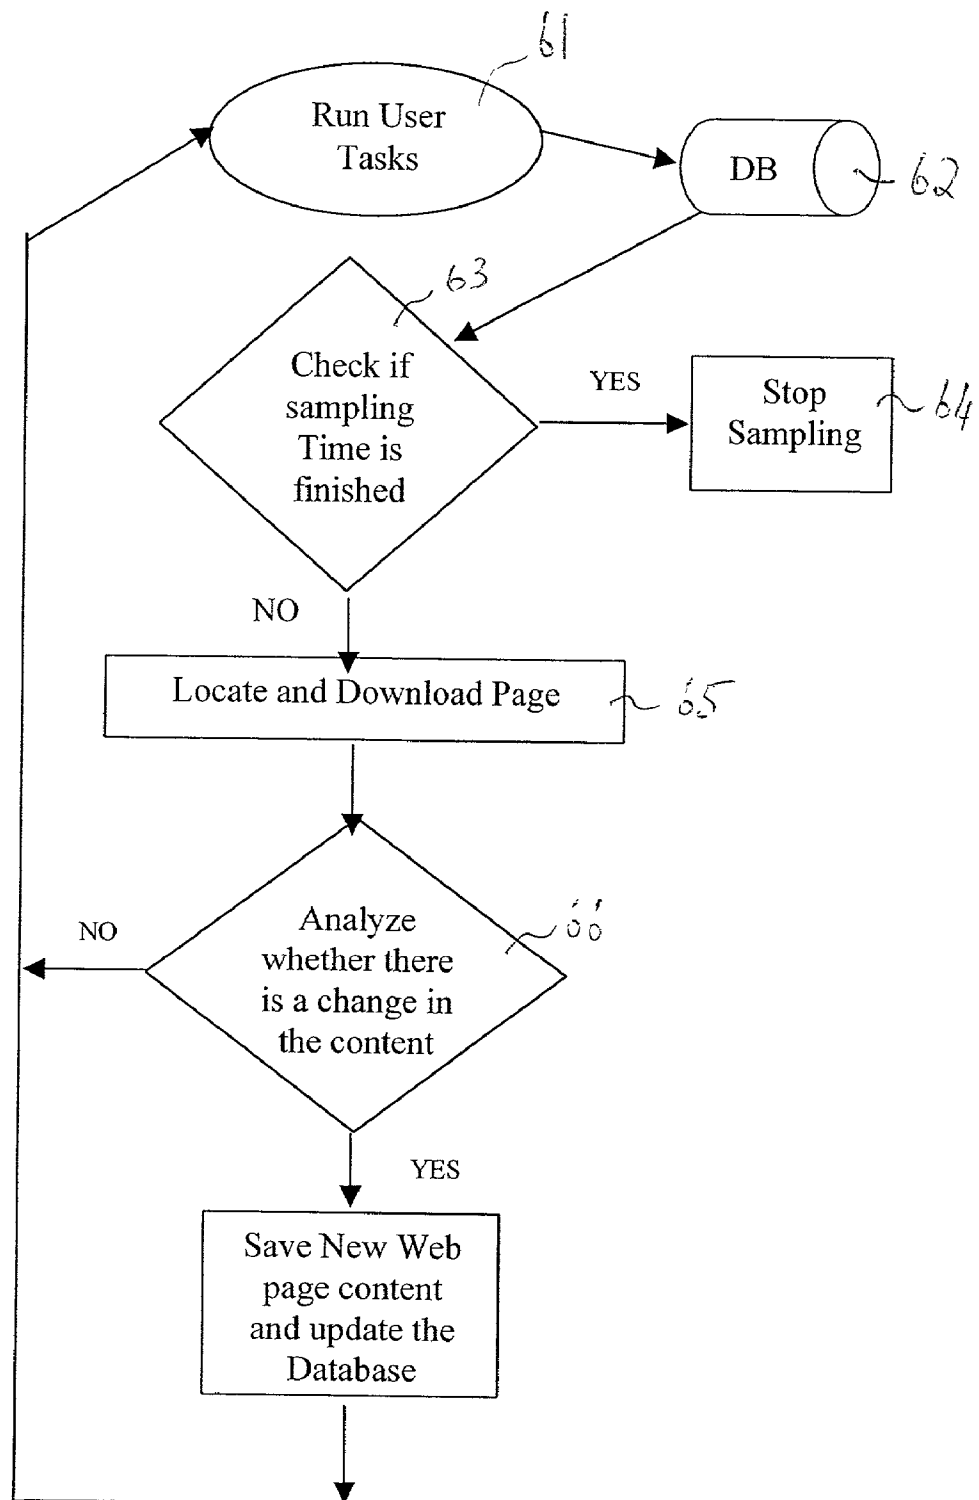 61
Run User
Tasks
DB
62
63
Check if
sampling
Time is
finished
YES
Stop
Sampling
64
NO
Locate and Download Page
65
Analyze
whether there
is a change in
the content
66
NO
YES
Save New Web
page content
and update the
Database